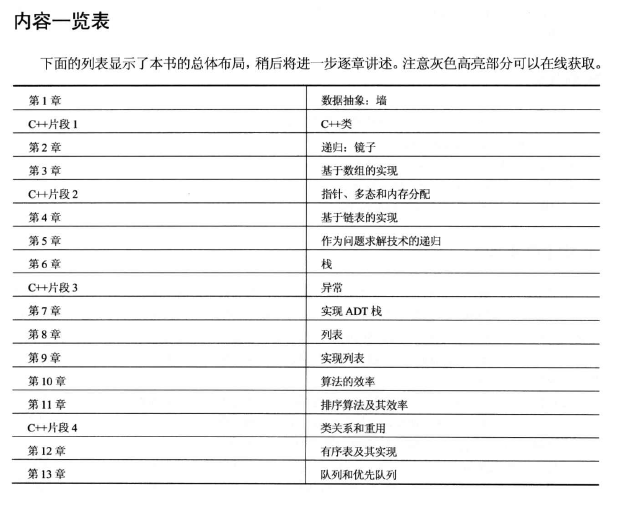 内容一览表
下面的列表显示了本书的总体布局，稍后将进一步逐章讲述。注意灰色高亮部分可以在线获取。
第 1 章 数据抽象：墙
C++片段 1 C++类
第 2 章 递归：镜子
第 3 章 基于数组的实现
C++片段 2 指针、多态和内存分配
第 4 章 基于链表的实现
第 5 章 作为问题求解技术的递归
第 6 章 栈
C++片段 3 异常
第 7 章 实现 ADT 栈
第 8 章 列表
第 9 章 实现列表
第 10 章 算法的效率
第 11 章 排序算法及其效率
C++片段 4 类关系和重用
第 12 章 有序表及其实现
第 13 章 队列和优先队列